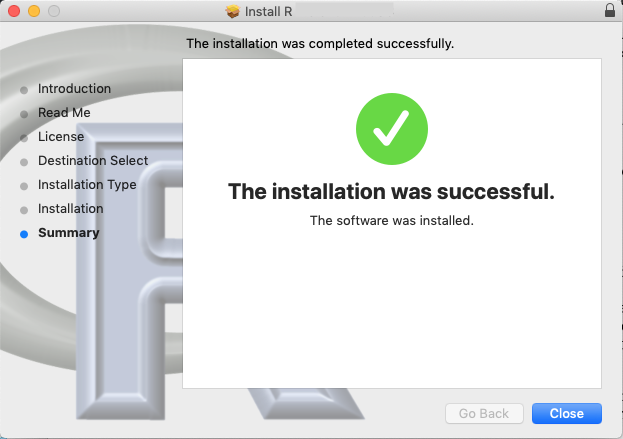 Install R
The installation was completed successfully.
Introduction
Read Me
License
Destination Select
Installation Type
Installation
Summary
The installation was successful.
The software was installed.
Go Back
Close